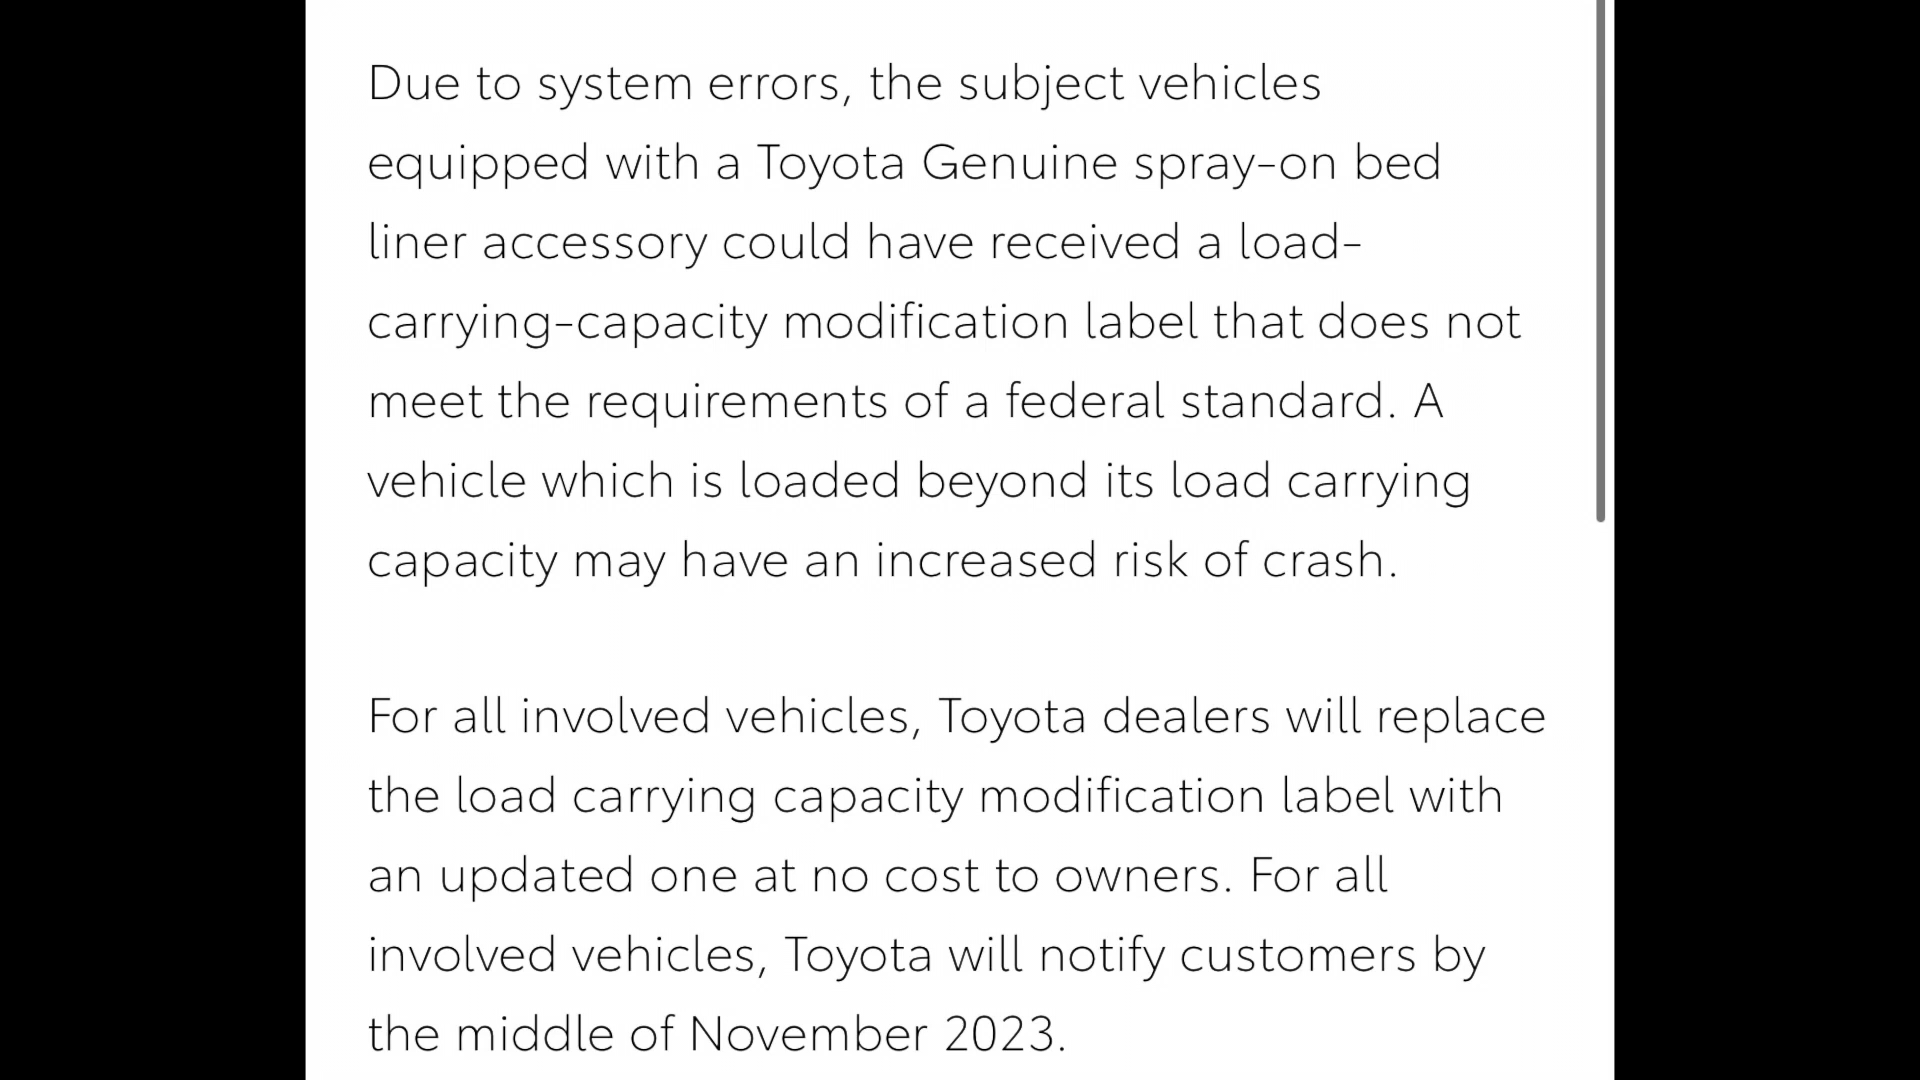 Due to system errors, the subject vehicles
equipped with a Toyota Genuine spray-on bed
liner accessory could have received a load-
carrying-capacity modification label that does not
meet the requirements of a federal standard. A
vehicle which is loaded beyond its load carrying
capacity may have an increased risk of crash.
For all involved vehicles, Toyota dealers will replace
the load carrying capacity modification label with
an updated one at no cost to owners. For all
involved vehicles, Toyota will notify customers by
the middle of November 2023.